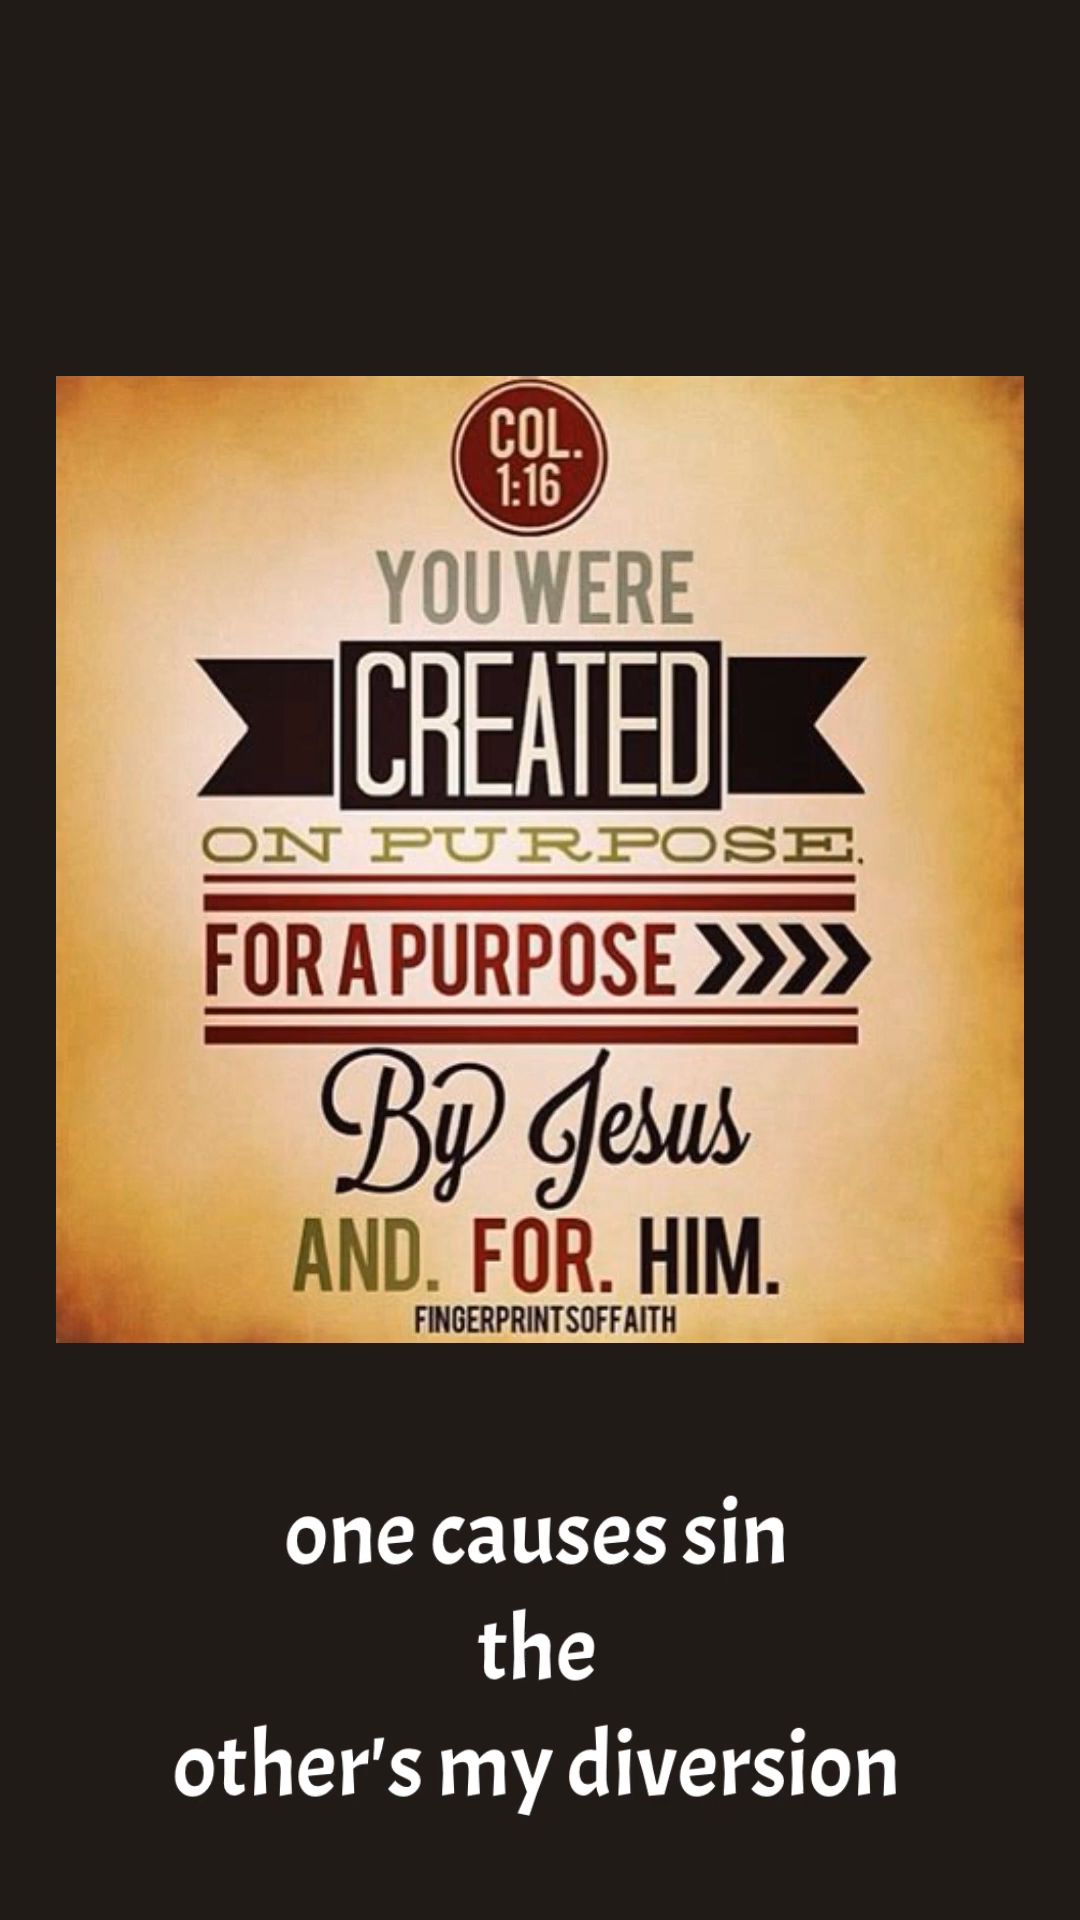 COL.
1:16
YOU WERE
CREATED
ON PURPOSE.
FOR A PURPOSE
By Jesus
AND. FOR. HIM.
FINGERPRINTSOFFAITH
one causes sin
the
other's my diversion